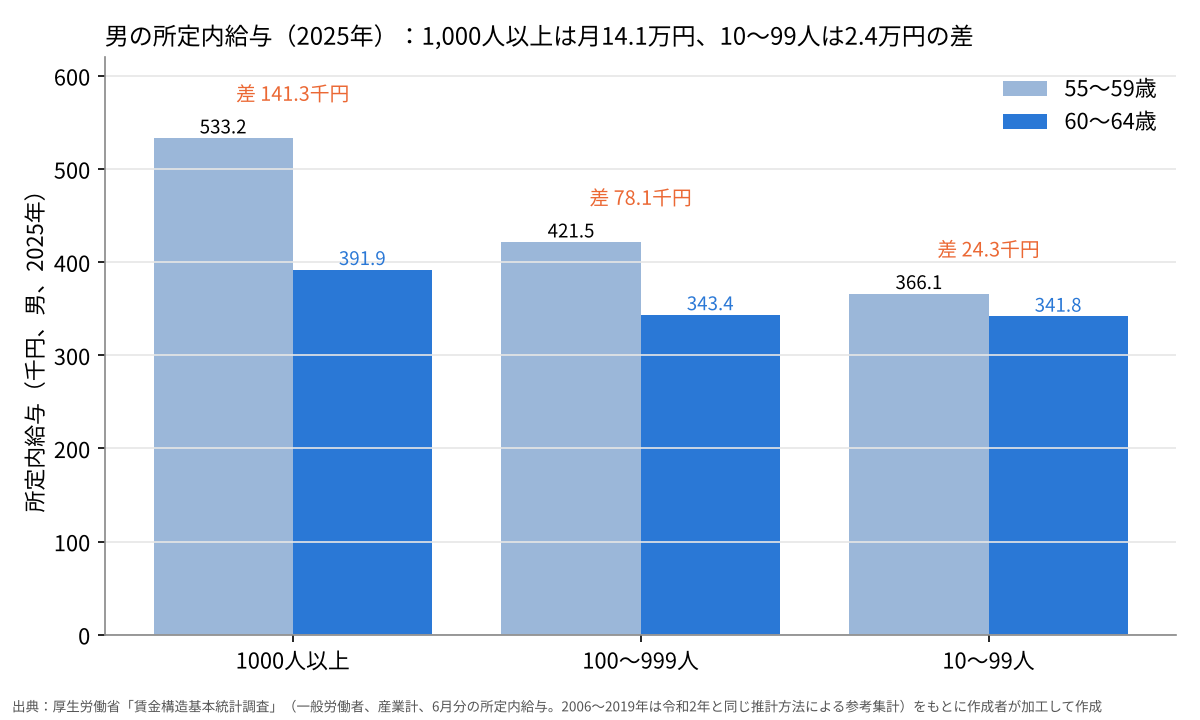 男の所定内給与（2025年）：1,000人以上は月14.1万円、10～99人は2.4万円の差
所定内給与（千円、男、2025年）
600
500
400
300
200
100
0
差 141.3千円
533.2
391.9
差 78.1千円
421.5
343.4
差 24.3千円
366.1
341.8
55～59歳
60～64歳
1000人以上
100～999人
10～99人
出典：厚生労働省「賃金構造基本統計調査」（一般労働者、産業計、6月分の所定内給与。2006～2019年は令和2年と同じ推計方法による参考集計）をもとに作成者が加工して作成